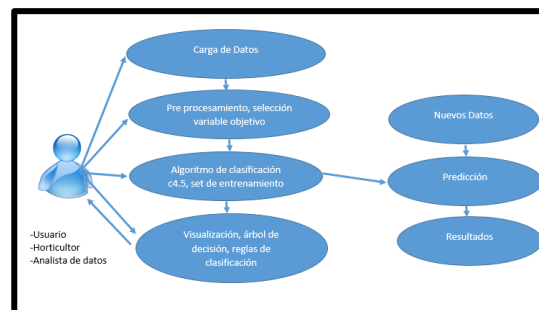 Carga de Datos
Pre procesamiento, selección
variable objetivo
Algoritmo de clasificación
c4.5, set de entrenamiento
Visualización, árbol de
decisión, reglas de
clasificación
-Usuario
-Horticultor
-Analista de datos
Nuevos Datos
Predicción
Resultados